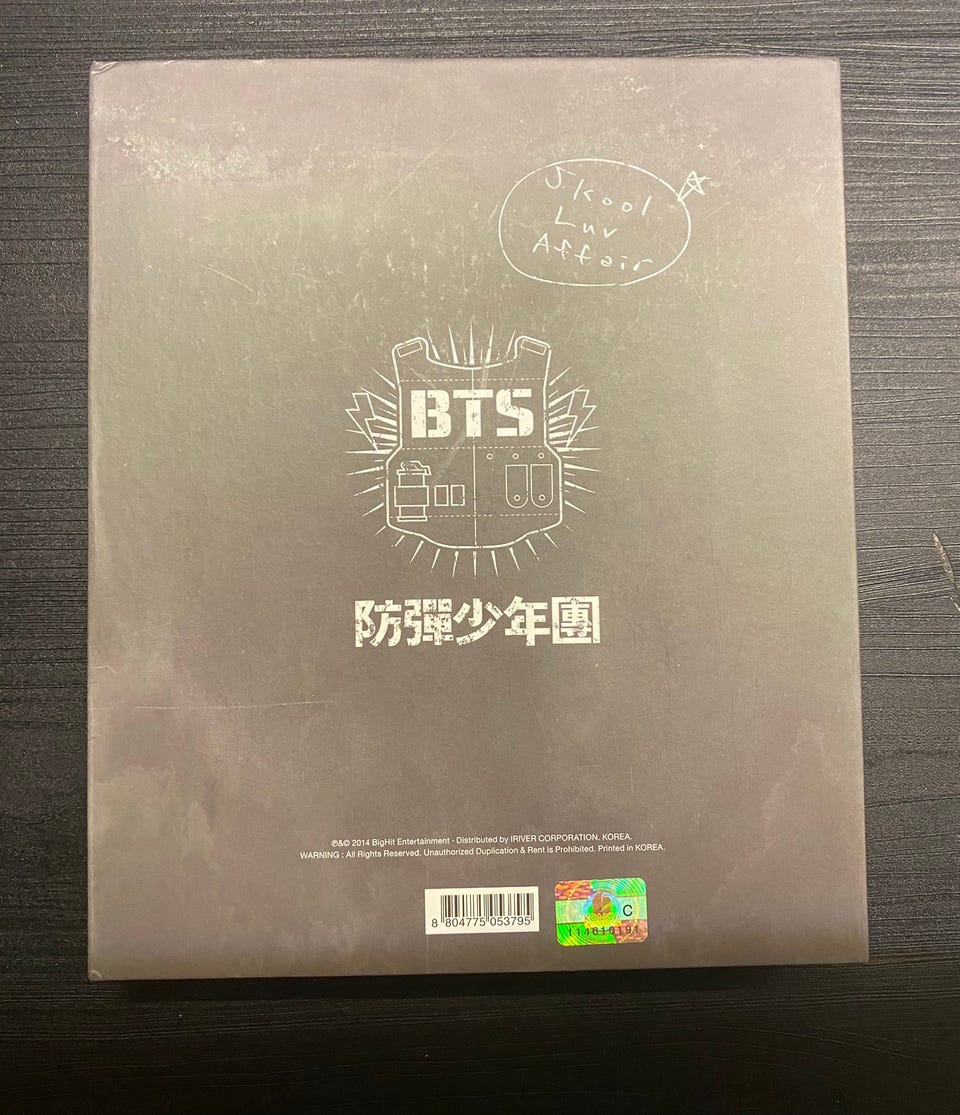 Skool
Luv
Affair
BTS
防彈少年團
℗&© 2014 BigHit Entertainment · Distributed by IRIVER CORPORATION. KOREA.
WARNING : All Rights Reserved. Unauthorized Duplication & Rent is Prohibited. Printed in KOREA.
8 804775 053795
C
114610191